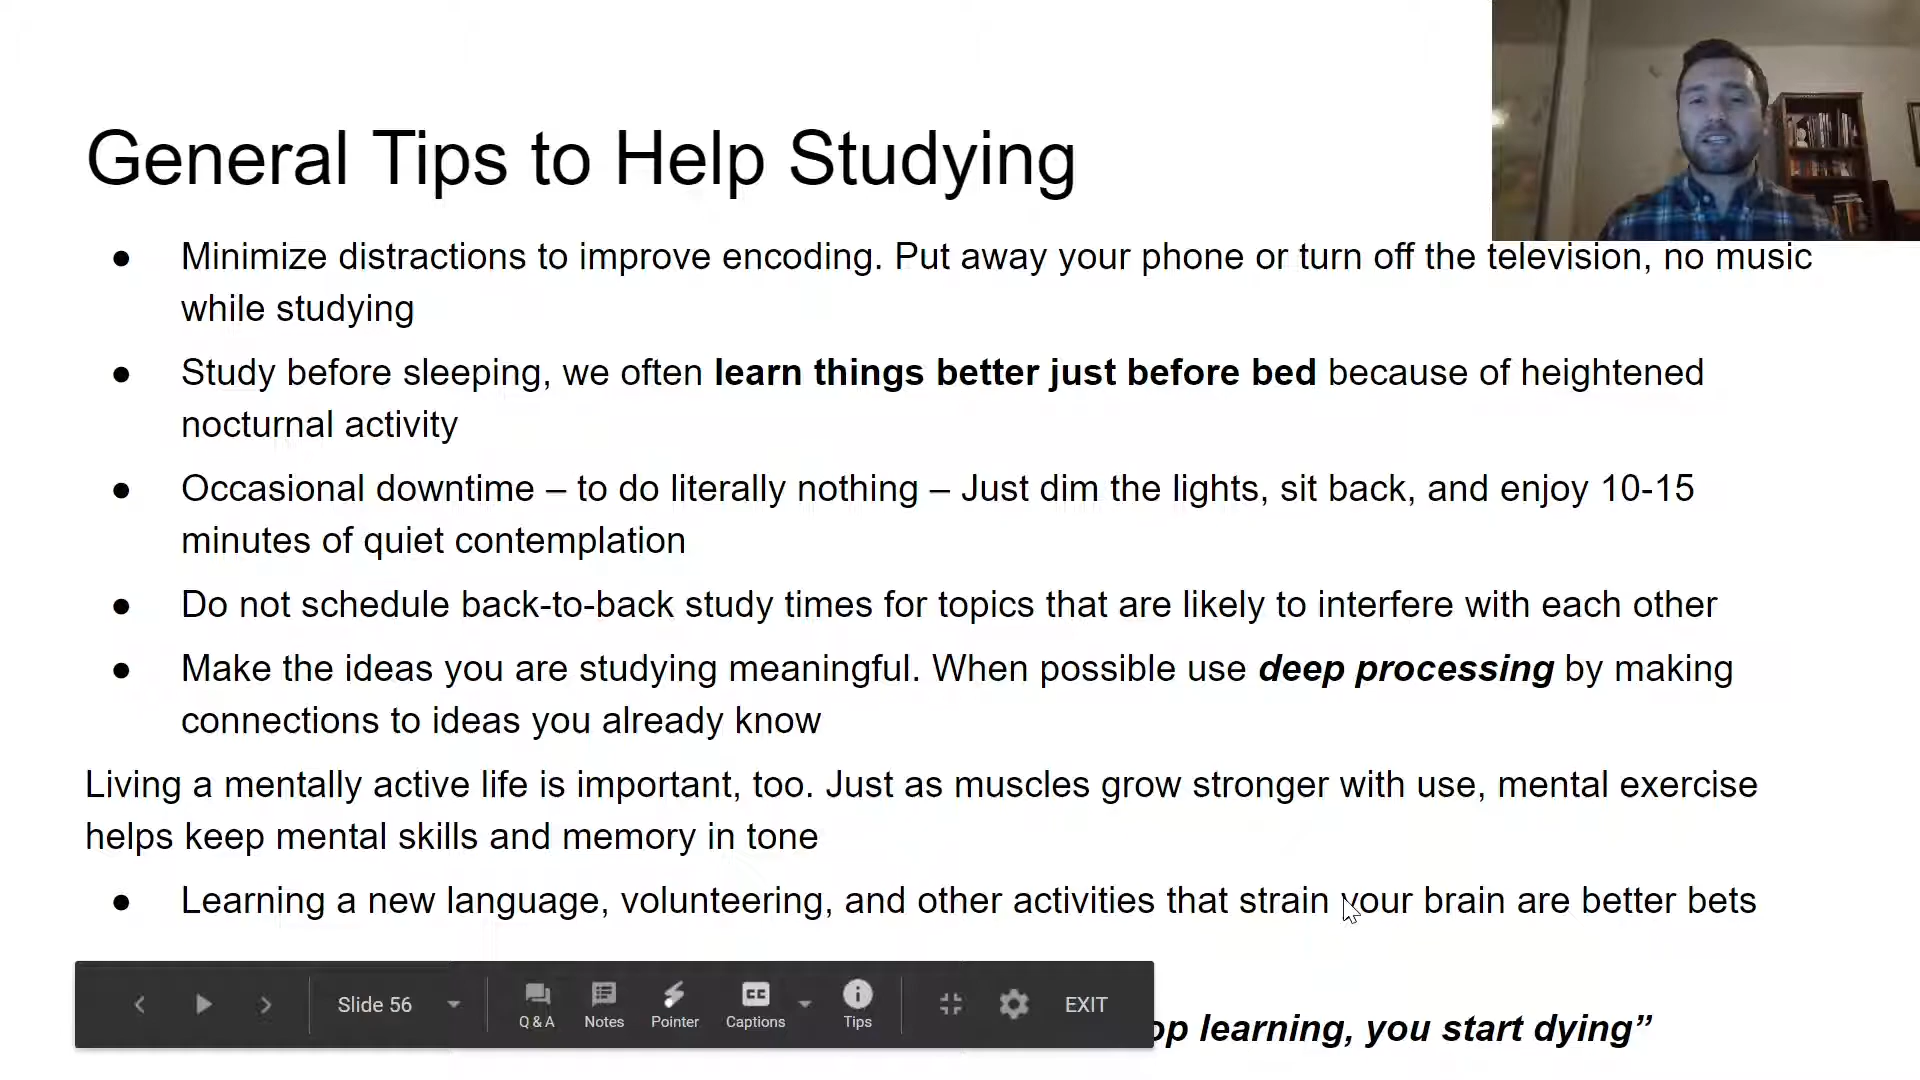 General Tips to Help Studying
● Minimize distractions to improve encoding. Put away your phone or turn off the television, no music
while studying
● Study before sleeping, we often learn things better just before bed because of heightened
nocturnal activity
● Occasional downtime – to do literally nothing – Just dim the lights, sit back, and enjoy 10-15
minutes of quiet contemplation
● Do not schedule back-to-back study times for topics that are likely to interfere with each other
● Make the ideas you are studying meaningful. When possible use deep processing by making
connections to ideas you already know
Living a mentally active life is important, too. Just as muscles grow stronger with use, mental exercise
helps keep mental skills and memory in tone
● Learning a new language, volunteering, and other activities that strain your brain are better bets
Slide 56 Q & A Notes Pointer CC Captions Tips EXIT
op learning, you start dying”